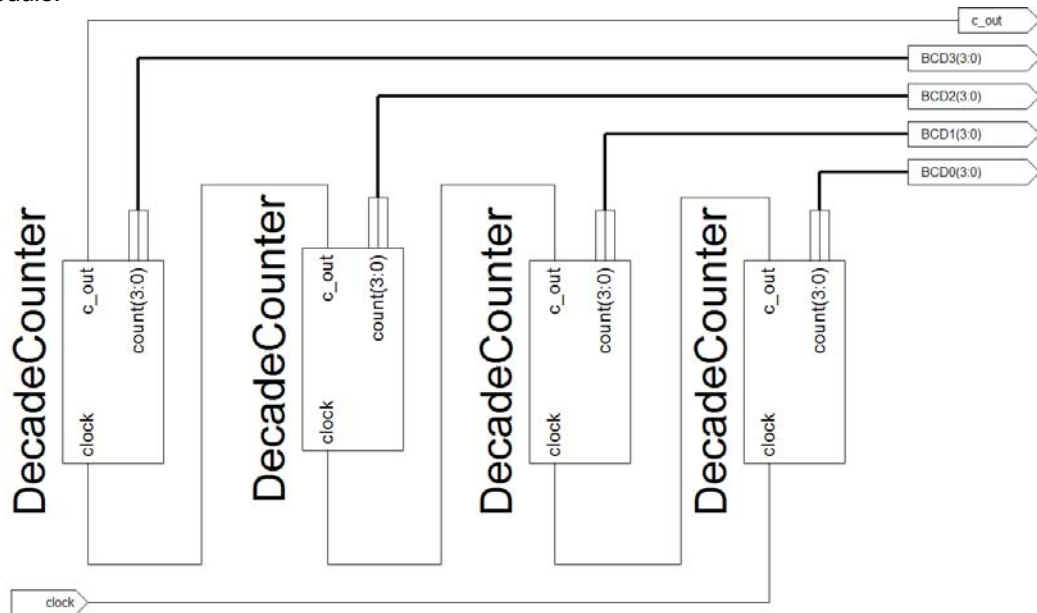 c_out
BCD3(3:0)
BCD2(3:0)
BCD1(3:0)
BCD0(3:0)
DecadeCounter
c_out
count(3:0)
clock
DecadeCounter
c_out
count(3:0)
clock
DecadeCounter
c_out
count(3:0)
clock
DecadeCounter
c_out
count(3:0)
clock
clock